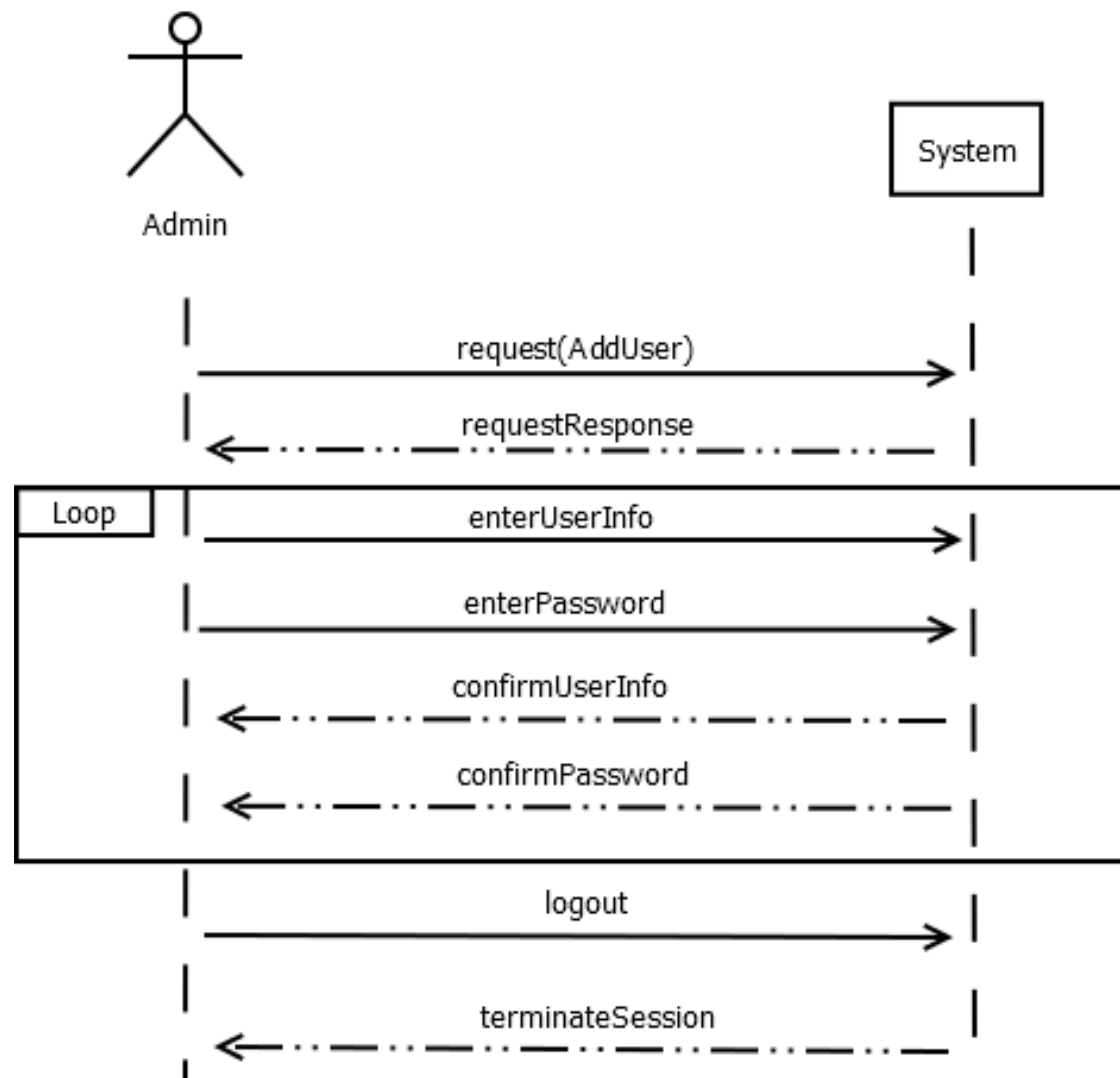 System
Admin
request(AddUser)
requestResponse
Loop
enterUserInfo
enterPassword
confirmUserInfo
confirmPassword
logout
terminateSession